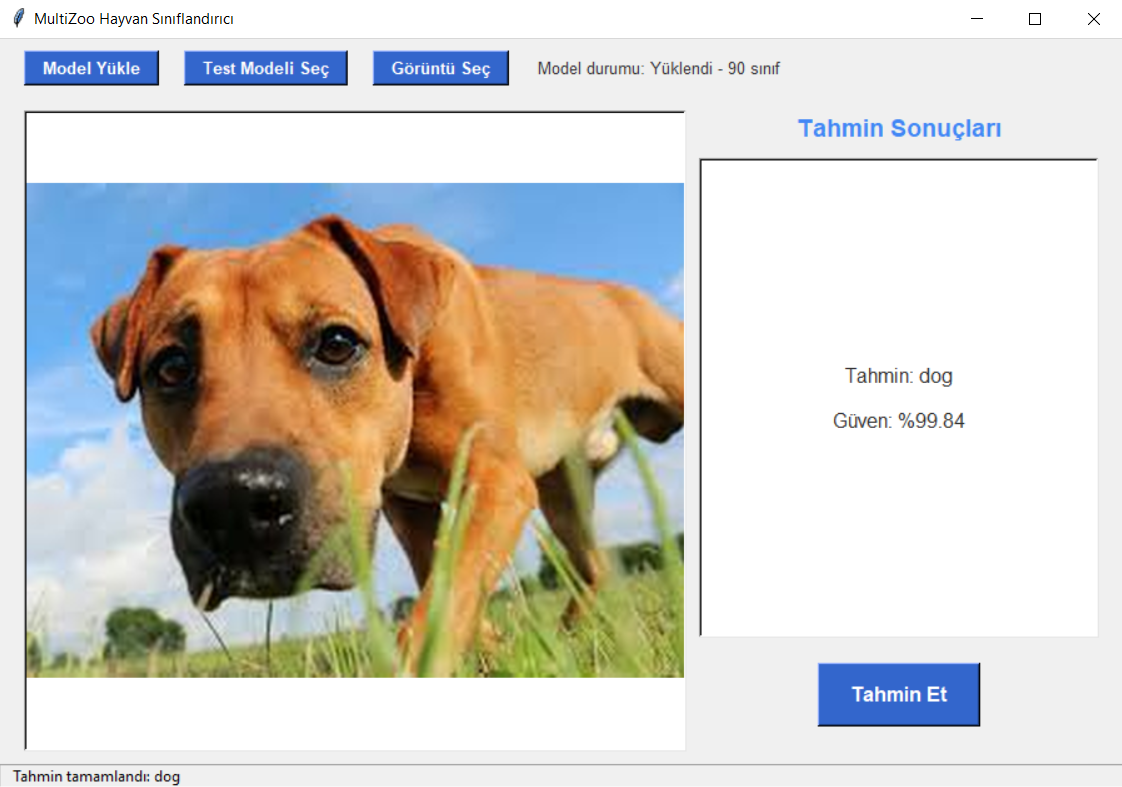 MultiZoo Hayvan Sınıflandırıcı
Model Yükle
Test Modeli Seç
Görüntü Seç
Model durumu: Yüklendi - 90 sınıf
Tahmin Sonuçları
Tahmin: dog
Güven: %99.84
Tahmin Et
Tahmin tamamlandı: dog